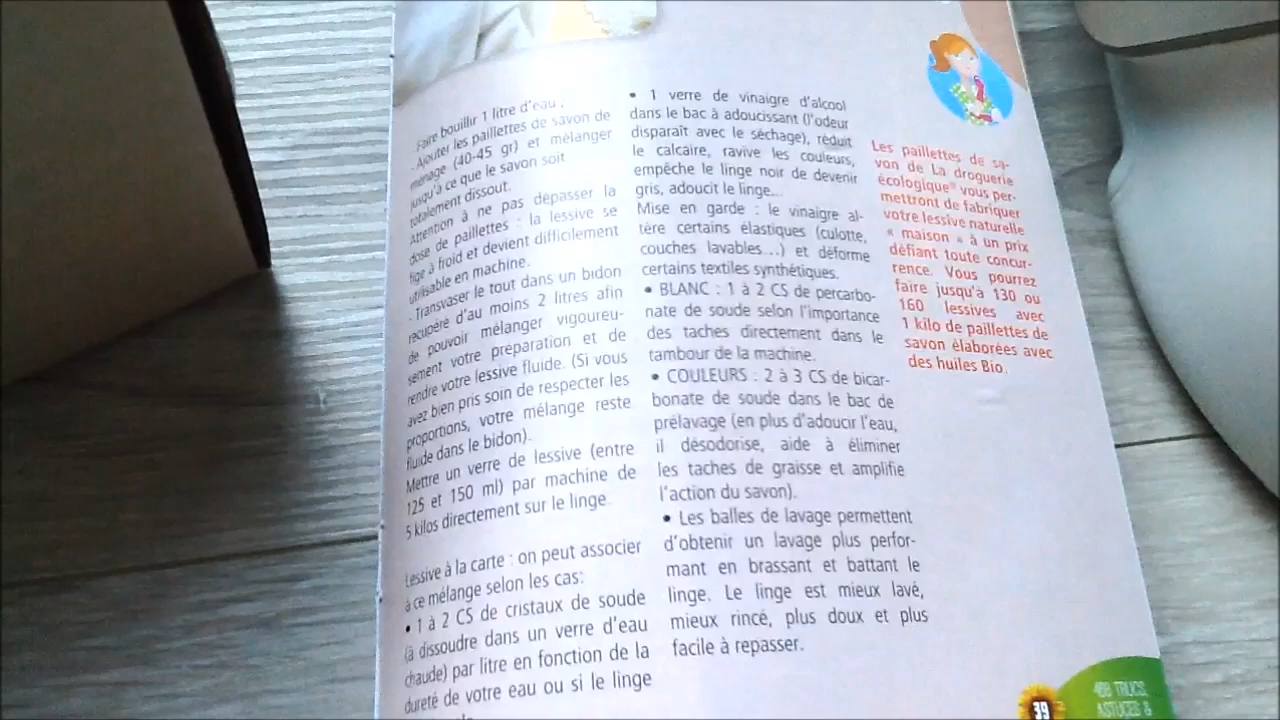 - Faire bouillir 1 litre d'eau ;
- Ajouter les paillettes de savon de
ménage (40-45 gr) et mélanger
jusqu'à ce que le savon soit
totalement dissout.
Attention à ne pas dépasser la
dose de paillettes : la lessive se
fige à froid et devient difficilement
utilisable en machine.
- Transvaser le tout dans un bidon
récupéré d'au moins 2 litres afin
de pouvoir mélanger vigoureu-
sement votre préparation et de
rendre votre lessive fluide. (Si vous
avez bien pris soin de respecter les
proportions, votre mélange reste
fluide dans le bidon).
Mettre un verre de lessive (entre
125 et 150 ml) par machine de
5 kilos directement sur le linge.
Lessive à la carte : on peut associer
à ce mélange selon les cas:
• 1 à 2 CS de cristaux de soude
(à dissoudre dans un verre d'eau
chaude) par litre en fonction de la
dureté de votre eau ou si le linge
• 1 verre de vinaigre d'alcool
dans le bac à adoucissant (l'odeur
disparaît avec le séchage), réduit
le calcaire, ravive les couleurs,
empêche le linge noir de devenir
gris, adoucit le linge...
Mise en garde : le vinaigre al-
tère certains élastiques (culotte,
couches lavables...) et déforme
certains textiles synthétiques.
• BLANC : 1 à 2 CS de percarbo-
nate de soude selon l'importance
des taches directement dans le
tambour de la machine.
• COULEURS : 2 à 3 CS de bicar-
bonate de soude dans le bac de
prélavage (en plus d'adoucir l'eau,
il désodorise, aide à éliminer
les taches de graisse et amplifie
l'action du savon).
• Les balles de lavage permettent
d'obtenir un lavage plus perfor-
mant en brassant et battant le
linge. Le linge est mieux lavé,
mieux rincé, plus doux et plus
facile à repasser.
Les paillettes de sa-
von de La droguerie
écologique® vous per-
mettront de fabriquer
votre lessive naturelle
« maison » à un prix
défiant toute concur-
rence. Vous pourrez
faire jusqu'à 130 ou
160 lessives avec
1 kilo de paillettes de
savon élaborées avec
des huiles Bio.
39
TRUCS,
ASTUCES &